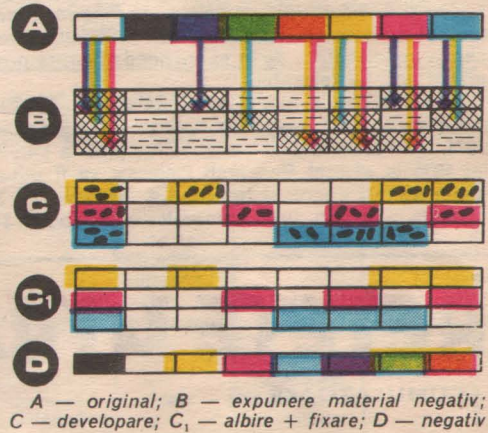 A
B
C
C₁
D
A — original; B — expunere material negativ;
C — developare; C₁ — albire + fixare; D — negativ